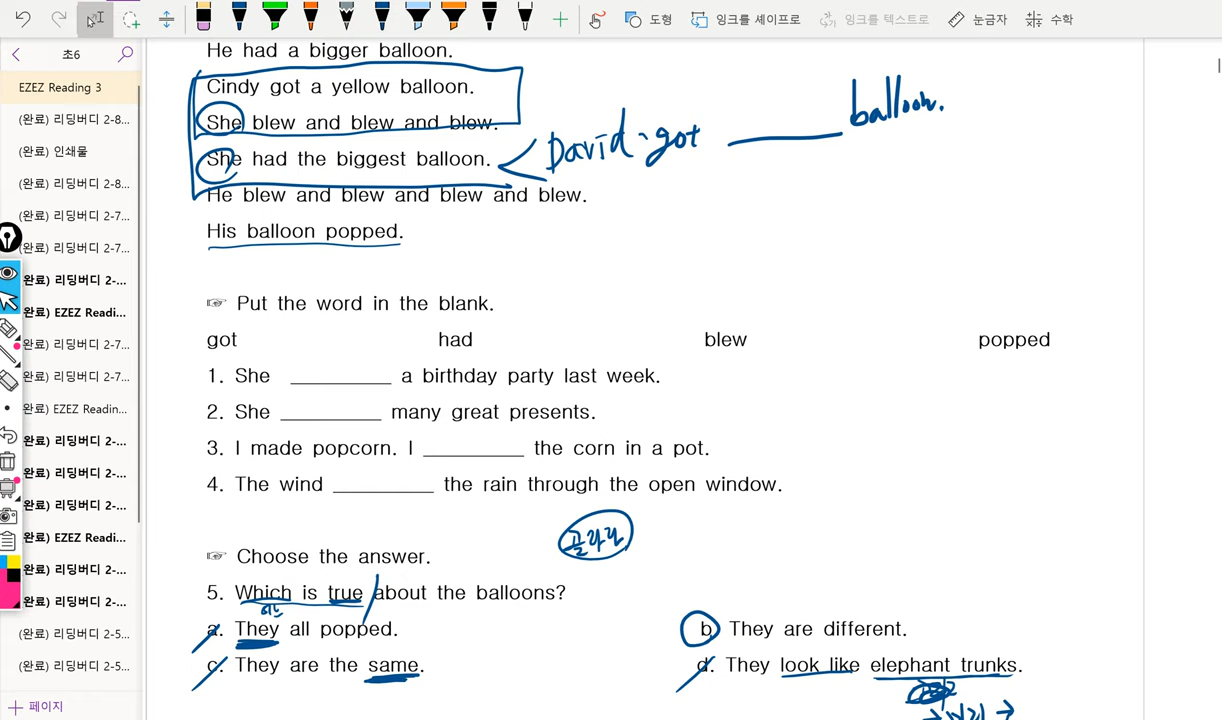 도형 잉크를 셰이프로 잉크를 텍스트로 눈금자 수학
초6
EZEZ Reading 3
(완료) 리딩버디 2-8...
(완료) 인쇄물
(완료) 리딩버디 2-8...
(완료) 리딩버디 2-7...
(완료) 리딩버디 2-7...
완료) 리딩버디 2-...
완료) EZEZ Readi...
완료) 리딩버디 2-7...
완료) 리딩버디 2-7...
완료) EZEZ Readin...
완료) 리딩버디 2-...
완료) 리딩버디 2-...
완료) 리딩버디 2-...
완료) EZEZ Readi...
완료) 리딩버디 2-...
완료) EZEZ Readi...
(완료) 리딩버디 2-5...
(완료) 리딩버디 2-5...
페이지
He had a bigger balloon.
Cindy got a yellow balloon.
She blew and blew and blew.
She had the biggest balloon.
David got ______ balloon.
He blew and blew and blew and blew.
His balloon popped.
☞ Put the word in the blank.
got had blew popped
1. She __________ a birthday party last week.
2. She __________ many great presents.
3. I made popcorn. I __________ the corn in a pot.
4. The wind __________ the rain through the open window.
골라라
☞ Choose the answer.
5. Which is true about the balloons?
a. They all popped. b. They are different.
c. They are the same. d. They look like elephant trunks.